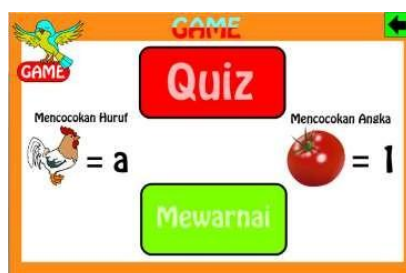 GAME
GAME
Quiz
Mencocokan Huruf
= a
Mencocokan Angka
= 1
Mewarnai